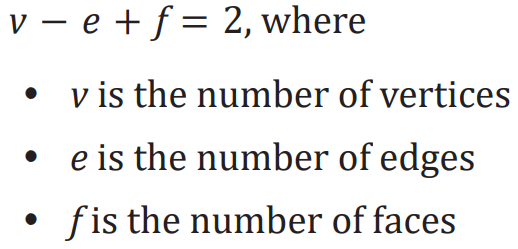 v − e + f = 2, where
• v is the number of vertices
• e is the number of edges
• f is the number of faces